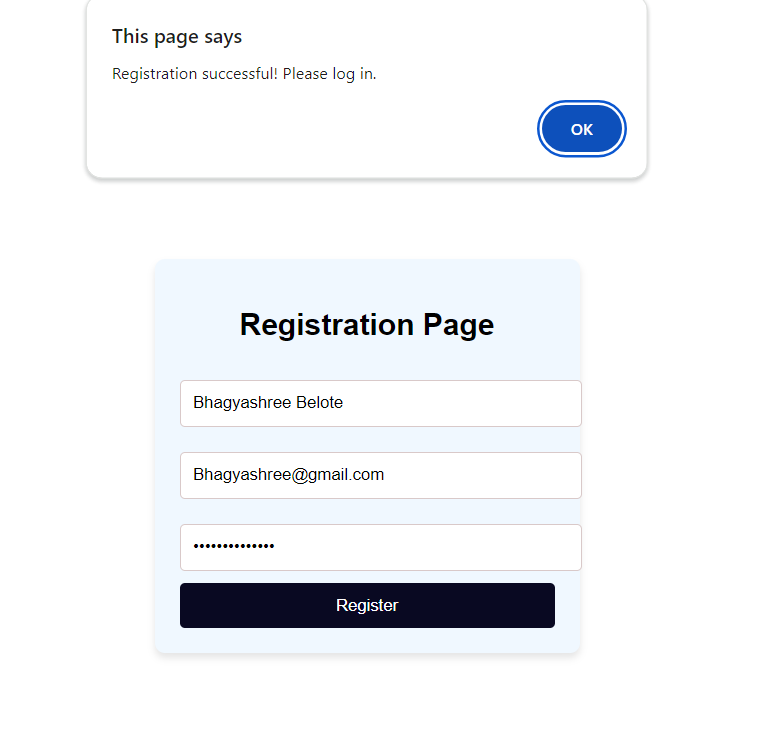 This page says
Registration successful! Please log in.
OK
Registration Page
Bhagyashree Belote
Bhagyashree@gmail.com
••••••••••••••
Register